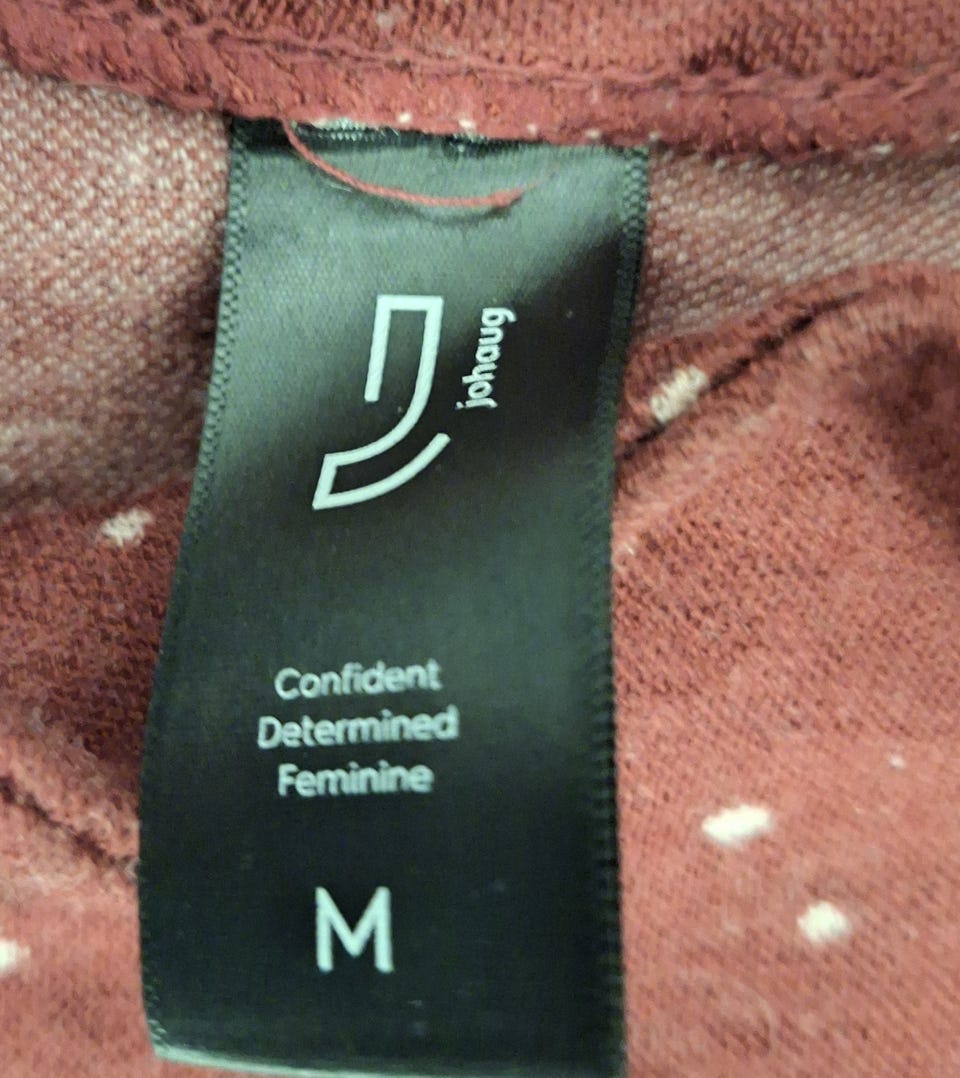 johaug
Confident
Determined
Feminine
M